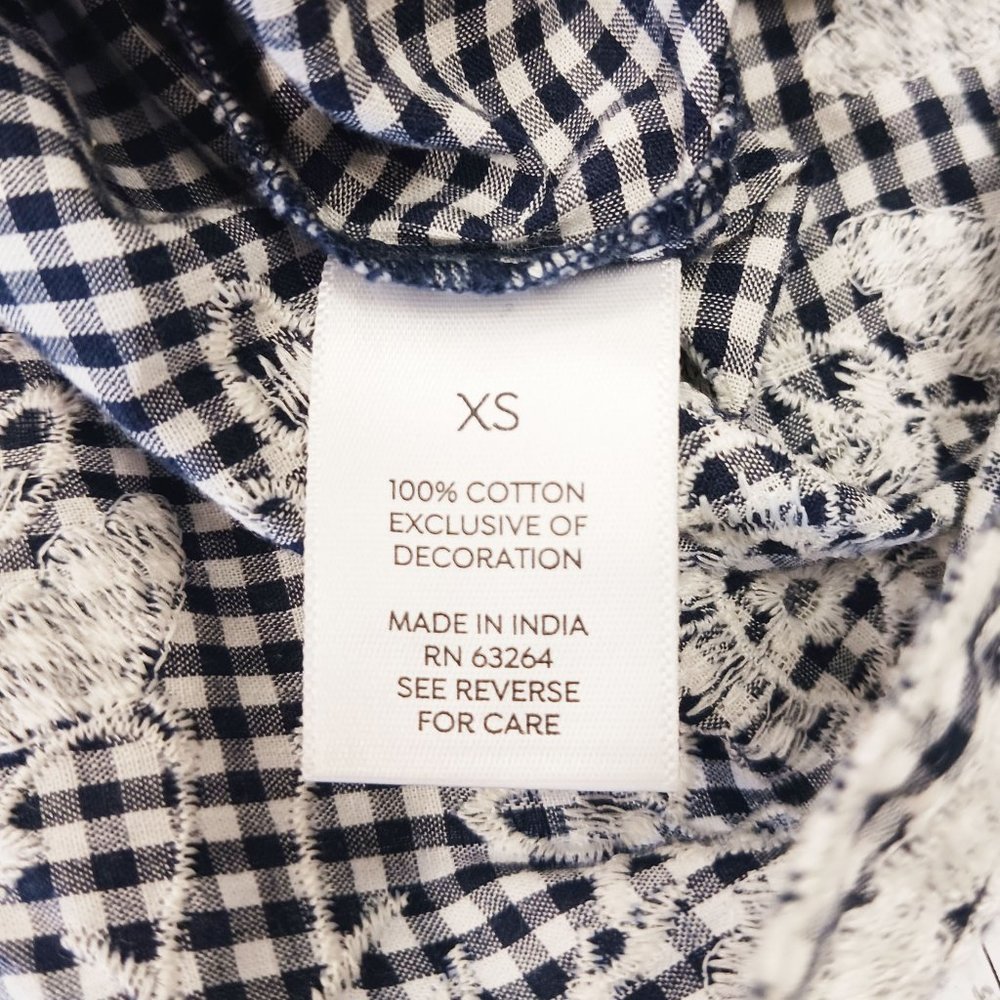 XS
100% COTTON
EXCLUSIVE OF
DECORATION
MADE IN INDIA
RN 63264
SEE REVERSE
FOR CARE